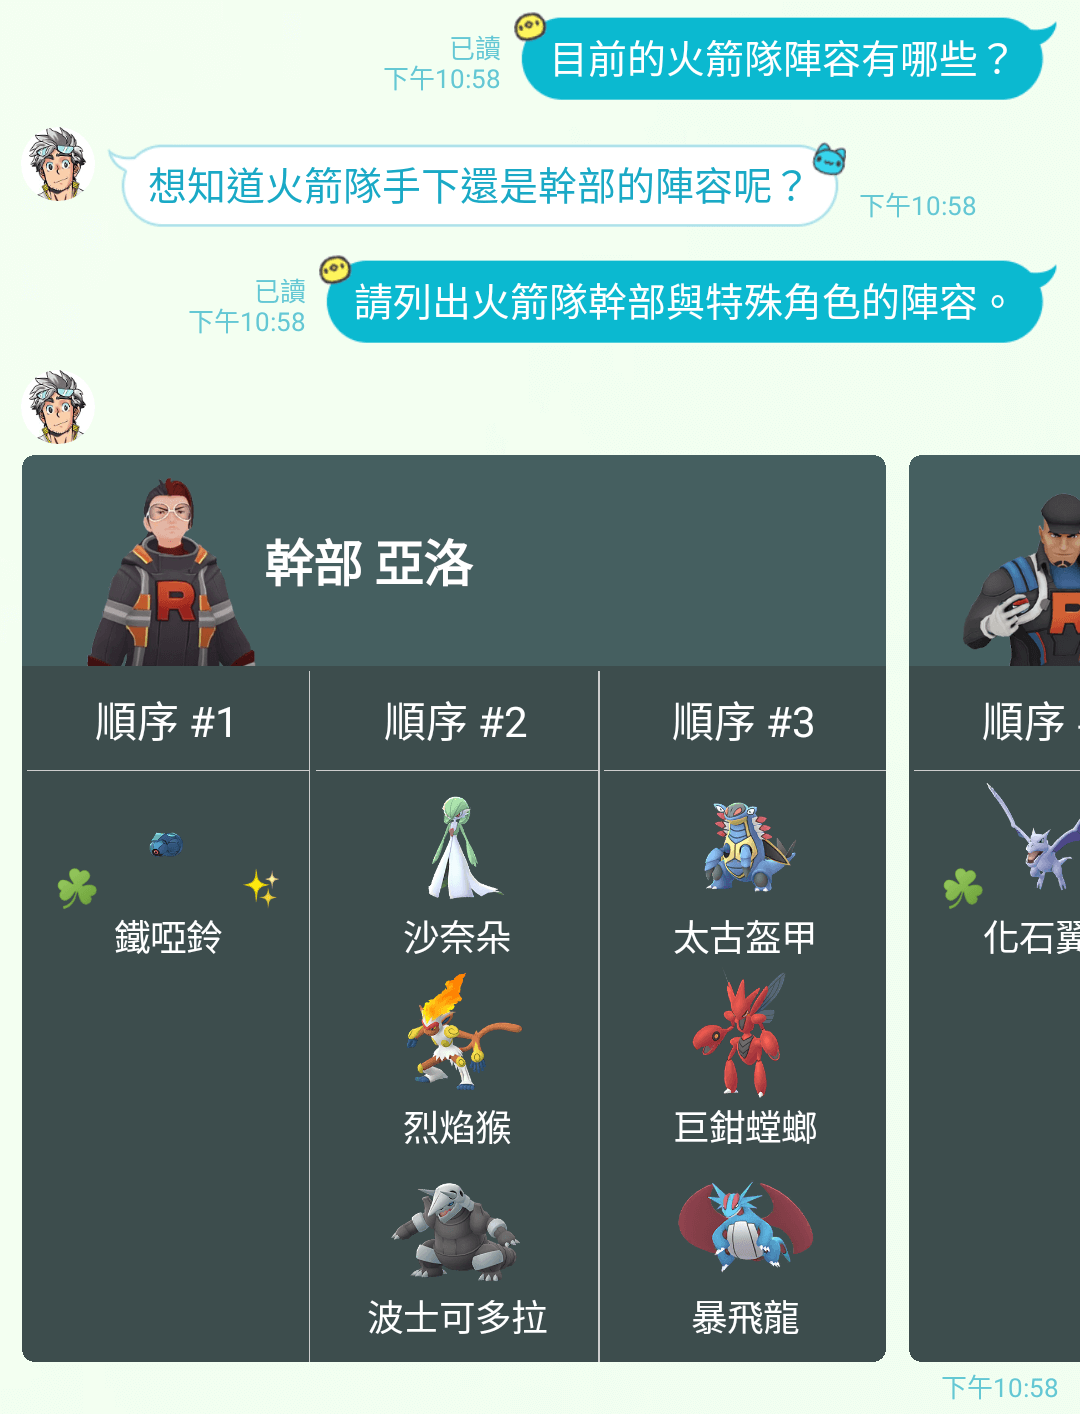 已讀
下午10:58
目前的火箭隊陣容有哪些？
想知道火箭隊手下還是幹部的陣容呢？
下午10:58
已讀
下午10:58
請列出火箭隊幹部與特殊角色的陣容。
R
幹部 亞洛
R
順序 #1
順序 #2
順序 #3
順序
鐵啞鈴
沙奈朵
太古盔甲
化石翼
烈焰猴
巨鉗螳螂
波士可多拉
暴飛龍
下午10:58